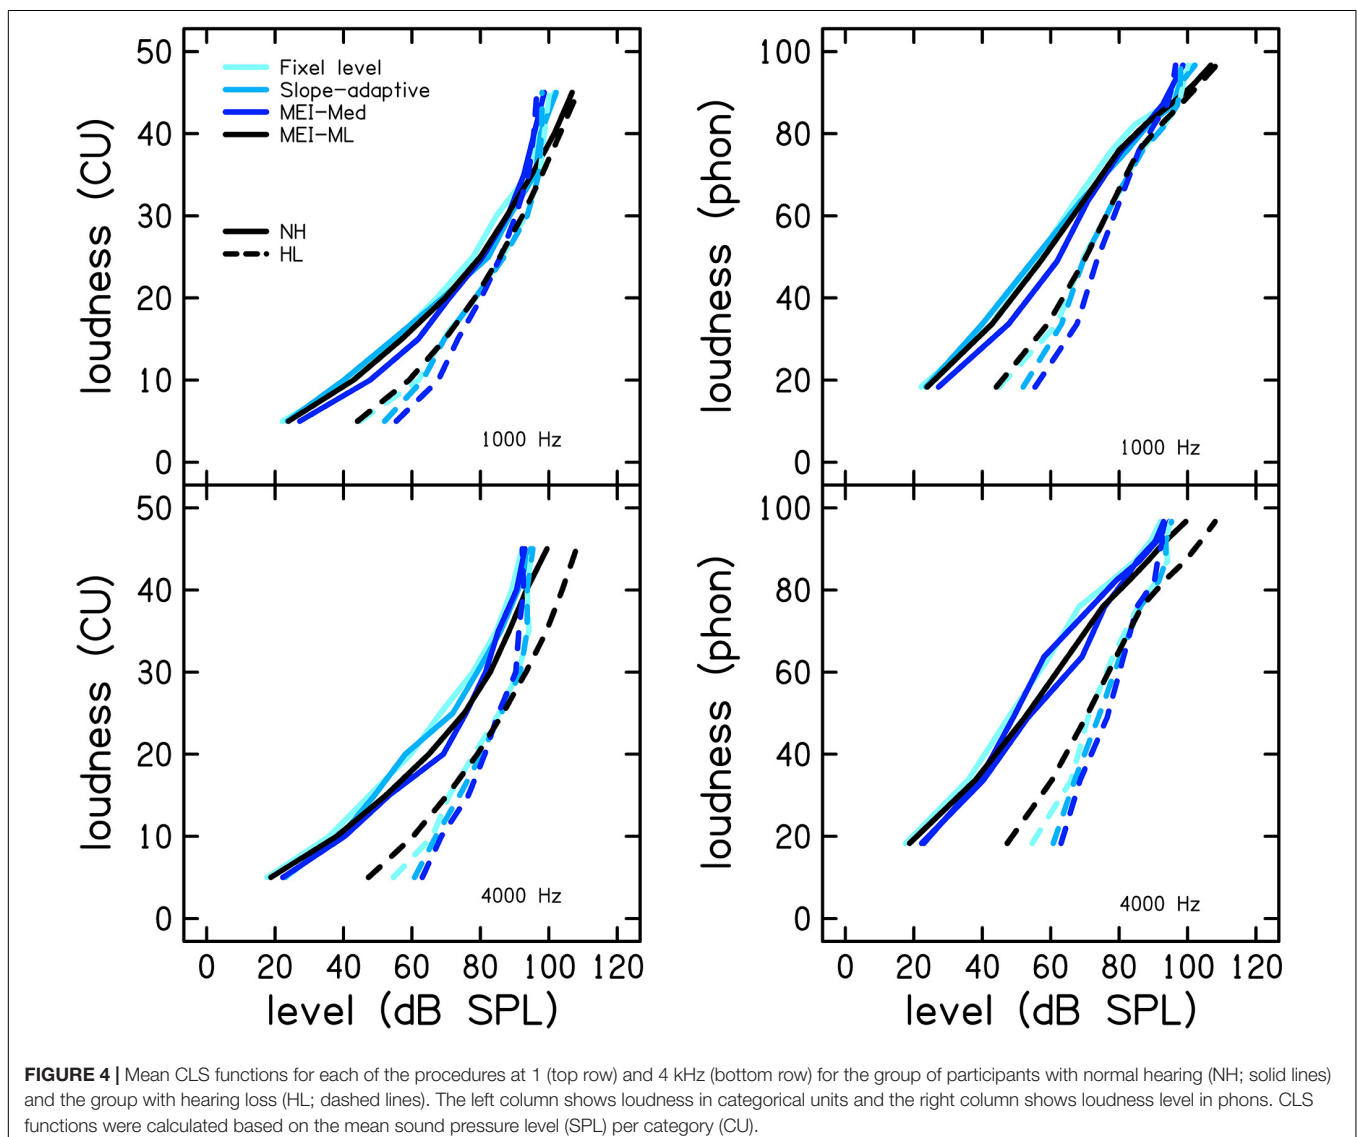 50
40
30
20
10
0
loudness (CU)
Fixel level
Slope-adaptive
MEI-Med
MEI-ML
NH
HL
1000 Hz
100
80
60
40
20
0
loudness (phon)
1000 Hz
50
40
30
20
10
0
loudness (CU)
4000 Hz
0 20 40 60 80 100 120
level (dB SPL)
100
80
60
40
20
0
loudness (phon)
4000 Hz
0 20 40 60 80 100 120
level (dB SPL)
FIGURE 4 | Mean CLS functions for each of the procedures at 1 (top row) and 4 kHz (bottom row) for the group of participants with normal hearing (NH; solid lines)
and the group with hearing loss (HL; dashed lines). The left column shows loudness in categorical units and the right column shows loudness level in phons. CLS
functions were calculated based on the mean sound pressure level (SPL) per category (CU).